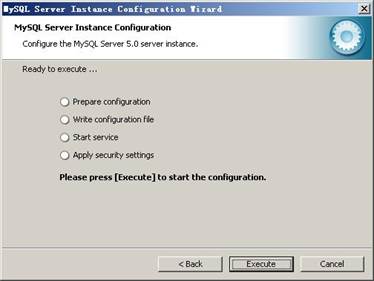 MySQL Server Instance Configuration Wizard
MySQL Server Instance Configuration
Configure the MySQL Server 5.0 server instance.
Ready to execute ...
Prepare configuration
Write configuration file
Start service
Apply security settings
Please press [Execute] to start the configuration.
< Back
Execute
Cancel